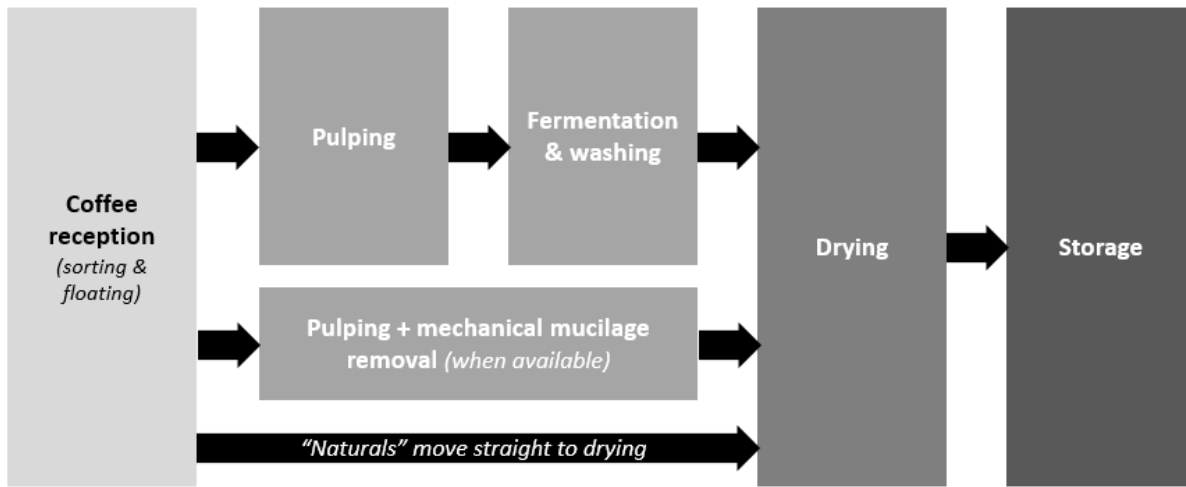 Coffee
reception
(sorting &
floating)
Pulping
Fermentation
& washing
Pulping + mechanical mucilage
removal (when available)
“Naturals” move straight to drying
Drying
Storage